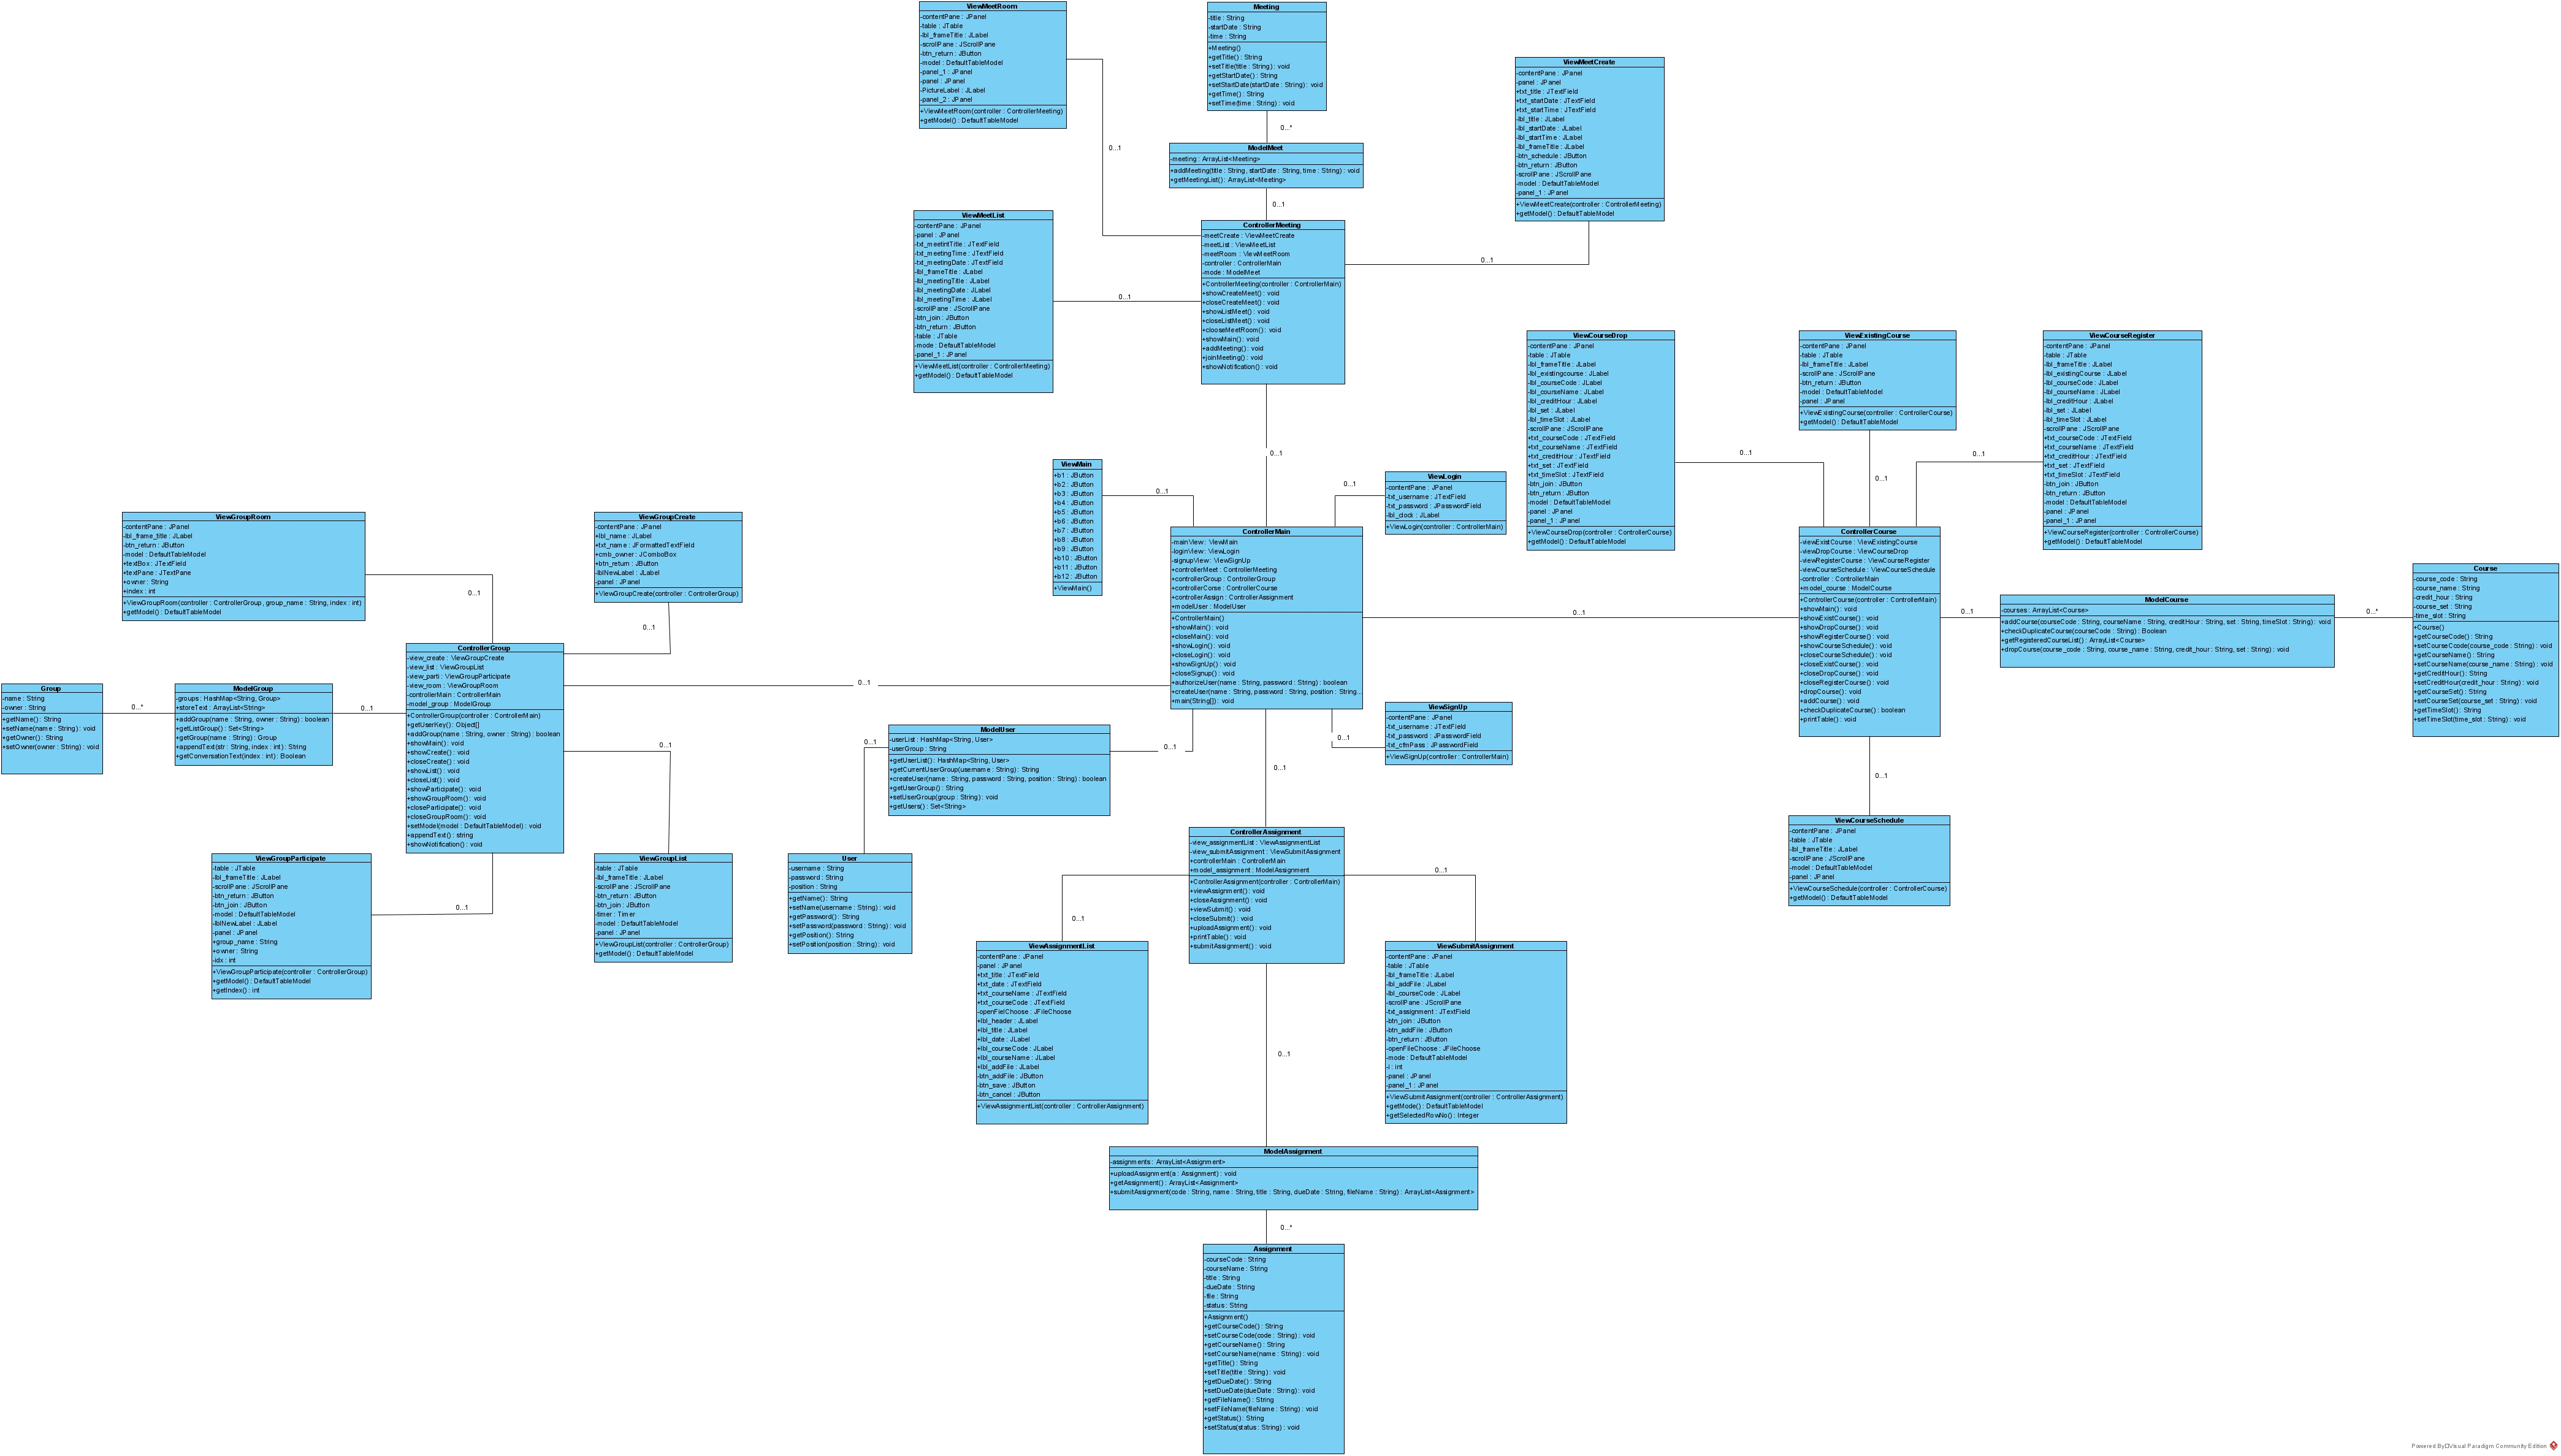 ViewMeetRoom
-contentPane : JPanel
-table : JTable
-lbl_frameTitle : JLabel
-scrollPane : JScrollPane
-btn_return : JButton
-model : DefaultTableModel
-panel_1 : JPanel
-panel : JPanel
-PictureLabel : JLabel
-panel_2 : JPanel
+ViewMeetRoom(controller : ControllerMeeting)
+getModel() : DefaultTableModel
0...1
Meeting
-title : String
-startDate : String
-time : String
+Meeting()
+getTitle() : String
+setTitle(title : String) : void
+getStartDate() : String
+setStartDate(startDate : String) : void
+getTime() : String
+setTime(time : String) : void
0...*
ModelMeet
-meeting : ArrayList<Meeting>
+addMeeting(title : String, startDate : String, time : String) : void
+getMeetingList() : ArrayList<Meeting>
0...1
ViewMeetCreate
-contentPane : JPanel
-panel : JPanel
+txt_title : JTextField
+txt_startDate : JTextField
+txt_startTime : JTextField
-lbl_title : JLabel
-lbl_startDate : JLabel
-lbl_startTime : JLabel
-lbl_frameTitle : JLabel
-btn_schedule : JButton
-btn_return : JButton
-scrollPane : JScrollPane
-model : DefaultTableModel
-panel_1 : JPanel
+ViewMeetCreate(controller : ControllerMeeting)
+getModel() : DefaultTableModel
0...1
ViewMeetList
-contentPane : JPanel
-panel : JPanel
-txt_meetintTitle : JTextField
-txt_meetingTime : JTextField
-txt_meetingDate : JTextField
-lbl_frameTitle : JLabel
-lbl_meetingTitle : JLabel
-lbl_meetingDate : JLabel
-lbl_meetingTime : JLabel
-scrollPane : JScrollPane
-btn_join : JButton
-btn_return : JButton
-table : JTable
-mode : DefaultTableModel
-panel_1 : JPanel
+ViewMeetList(controller : ControllerMeeting)
+getModel() : DefaultTableModel
0...1
ControllerMeeting
-meetCreate : ViewMeetCreate
-meetList : ViewMeetList
-meetRoom : ViewMeetRoom
-controller : ControllerMain
-mode : ModelMeet
+ControllerMeeting(controller : ControllerMain)
+showCreateMeet() : void
+closeCreateMeet() : void
+showListMeet() : void
+closeListMeet() : void
+clooseMeetRoom() : void
+showMain() : void
+addMeeting() : void
+joinMeeting() : void
+showNotification() : void
0...1
ViewCourseDrop
-contentPane : JPanel
-table : JTable
-lbl_frameTitle : JLabel
-lbl_existingcourse : JLabel
-lbl_courseCode : JLabel
-lbl_courseName : JLabel
-lbl_creditHour : JLabel
-lbl_set : JLabel
-lbl_timeSlot : JLabel
-scrollPane : JScrollPane
+txt_courseCode : JTextField
+txt_courseName : JTextField
+txt_creditHour : JTextField
+txt_set : JTextField
+txt_timeSlot : JTextField
-btn_join : JButton
-btn_return : JButton
-model : DefaultTableModel
-panel : JPanel
-panel_1 : JPanel
+ViewCourseDrop(controller : ControllerCourse)
+getModel() : DefaultTableModel
0...1
ViewExistingCourse
-contentPane : JPanel
-table : JTable
-lbl_frameTitle : JLabel
-scrollPane : JScrollPane
-btn_return : JButton
-model : DefaultTableModel
-panel : JPanel
+ViewExistingCourse(controller : ControllerCourse)
+getModel() : DefaultTableModel
0...1
ViewCourseRegister
-contentPane : JPanel
-table : JTable
-lbl_frameTitle : JLabel
-lbl_existingCourse : JLabel
-lbl_courseCode : JLabel
-lbl_courseName : JLabel
-lbl_creditHour : JLabel
-lbl_set : JLabel
-lbl_timeSlot : JLabel
-scrollPane : JScrollPane
+txt_courseCode : JTextField
+txt_courseName : JTextField
+txt_creditHour : JTextField
+txt_set : JTextField
+txt_timeSlot : JTextField
-btn_join : JButton
-btn_return : JButton
-model : DefaultTableModel
-panel : JPanel
-panel_1 : JPanel
+ViewCourseRegister(controller : ControllerCourse)
+getModel() : DefaultTableModel
0...1
ViewMain
+b1 : JButton
+b2 : JButton
+b3 : JButton
+b4 : JButton
+b5 : JButton
+b6 : JButton
+b7 : JButton
+b8 : JButton
+b9 : JButton
+b10 : JButton
+b11 : JButton
+b12 : JButton
+ViewMain()
0...1
ViewLogin
-contentPane : JPanel
-txt_username : JTextField
-txt_password : JPasswordField
-lbl_clock : JLabel
+ViewLogin(controller : ControllerMain)
0...1
ControllerMain
-mainView : ViewMain
-loginView : ViewLogin
-signupView : ViewSignUp
+controllerMeet : ControllerMeeting
+controllerGroup : ControllerGroup
+controllerCorse : ControllerCourse
+controllerAssign : ControllerAssignment
+modelUser : ModelUser
+ControllerMain()
+showMain() : void
+closeMain() : void
+showLogin() : void
+closeLogin() : void
+showSignUp() : void
+closeSignup() : void
+authorizeUser(name : String, password : String) : boolean
+createUser(name : String, password : String, position : String...
+main(String[]) : void
0...1
ControllerCourse
-viewExistCourse : ViewExistingCourse
-viewDropCourse : ViewCourseDrop
-viewRegisterCourse : ViewCourseRegister
-viewCourseSchedule : ViewCourseSchedule
-controller : ControllerMain
-model_course : ModelCourse
+ControllerCourse(controller : ControllerMain)
+showMain() : void
+showExistCourse() : void
+showDropCourse() : void
+showRegisterCourse() : void
+showCourseSchedule() : void
+closeCourseSchedule() : void
+closeExistCourse() : void
+closeDropCourse() : void
+closeRegisterCourse() : void
+dropCourse() : void
+addCourse() : void
+checkDuplicateCourse() : boolean
+printTable() : void
0...1
ModelCourse
-courses : ArrayList<Course>
+addCourse(courseCode : String, courseName : String, creditHour : String, set : String, timeSlot : String) : void
+checkDuplicateCourse(courseCode : String) : Boolean
+getRegisteredCourseList() : ArrayList<Course>
+dropCourse(course_code : String, course_name : String, credit_hour : String, set : String) : void
0...*
Course
-course_code : String
-course_name : String
-credit_hour : String
-course_set : String
-time_slot : String
+Course()
+getCourseCode() : String
+setCourseCode(course_code : String) : void
+getCourseName() : String
+setCourseName(course_name : String) : void
+getCreditHour() : String
+setCreditHour(credit_hour : String) : void
+getCourseSet() : String
+setCourseSet(course_set : String) : void
+getTimeSlot() : String
+setTimeSlot(time_slot : String) : void
ViewGroupRoom
-contentPane : JPanel
-lbl_frame_title : JLabel
-btn_return : JButton
-model : DefaultTableModel
+textBox : JTextField
+textPane : JTextPane
+owner : String
+index : int
+ViewGroupRoom(controller : ControllerGroup, group_name : String, index : int)
+getModel() : DefaultTableModel
0...1
ViewGroupCreate
-contentPane : JPanel
+lbl_name : JLabel
+txt_name : JFormattedTextField
+cmb_owner : JComboBox
+btn_return : JButton
-lblNewLabel : JLabel
-panel : JPanel
+ViewGroupCreate(controller : ControllerGroup)
0...1
ControllerGroup
-view_create : ViewGroupCreate
-view_list : ViewGroupList
-view_parti : ViewGroupParticipate
-view_room : ViewGroupRoom
-controllerMain : ControllerMain
-model_group : ModelGroup
+ControllerGroup(controller : ControllerMain)
+getUserKey() : Object[]
+addGroup(name : String, owner : String) : boolean
+showMain() : void
+showCreate() : void
+closeCreate() : void
+showList() : void
+closeList() : void
+showParticipate() : void
+showGroupRoom() : void
+closeParticipate() : void
+closeGroupRoom() : void
+setModel(model : DefaultTableModel) : void
+appendText() : string
+showNotification() : void
0...1
Group
-name : String
-owner : String
+getName() : String
+setName(name : String) : void
+getOwner() : String
+setOwner(owner : String) : void
0...*
ModelGroup
-groups : HashMap<String, Group>
+storeText : ArrayList<String>
+addGroup(name : String, owner : String) : boolean
+getListGroup() : Set<String>
+getGroup(name : String) : Group
+appendText(str : String, index : int) : String
+getConversationText(index : int) : Boolean
0...1
0...1
ModelUser
-userList : HashMap<String, User>
-userGroup : String
+getUserList() : HashMap<String, User>
+getCurrentUserGroup(username : String) : String
+createUser(name : String, password : String, position : String) : boolean
+getUserGroup() : String
+setUserGroup(group : String) : void
+getUsers() : Set<String>
0...1
0...1
ViewSignUp
-contentPane : JPanel
-txt_username : JTextField
-txt_password : JPasswordField
-txt_cfmPass : JPasswordField
+ViewSignUp(controller : ControllerMain)
0...1
0...1
0...1
ViewGroupParticipate
-table : JTable
-lbl_frameTitle : JLabel
-scrollPane : JScrollPane
-btn_return : JButton
-btn_join : JButton
-model : DefaultTableModel
-lblNewLabel : JLabel
-panel : JPanel
+group_name : String
+owner : String
-idx : int
+ViewGroupParticipate(controller : ControllerGroup)
+getModel() : DefaultTableModel
+getIndex() : int
0...1
ViewGroupList
-table : JTable
-lbl_frameTitle : JLabel
-scrollPane : JScrollPane
-btn_return : JButton
-btn_join : JButton
-timer : Timer
-model : DefaultTableModel
-panel : JPanel
+ViewGroupList(controller : ControllerGroup)
+getModel() : DefaultTableModel
User
-username : String
-password : String
-position : String
+getName() : String
+setName(username : String) : void
+getPassword() : String
+setPassword(password : String) : void
+getPosition() : String
+setPosition(position : String) : void
ControllerAssignment
-view_assignmentList : ViewAssignmentList
-view_submitAssignment : ViewSubmitAssignment
+controllerMain : ControllerMain
+model_assignment : ModelAssignment
+ControllerAssignment(controller : ControllerMain)
+viewAssignment() : void
+closeAssignment() : void
+viewSubmit() : void
+closeSubmit() : void
+uploadAssignment() : void
+printTable() : void
+submitAssignment() : void
0...1
0...1
ViewCourseSchedule
-contentPane : JPanel
-table : JTable
-lbl_frameTitle : JLabel
-scrollPane : JScrollPane
-model : DefaultTableModel
-panel : JPanel
+ViewCourseSchedule(controller : ControllerCourse)
+getModel() : DefaultTableModel
ViewAssignmentList
-contentPane : JPanel
-panel : JPanel
+txt_title : JTextField
+txt_date : JTextField
+txt_courseName : JTextField
+txt_courseCode : JTextField
-openFielChoose : JFileChoose
+lbl_header : JLabel
+lbl_title : JLabel
+lbl_date : JLabel
+lbl_courseCode : JLabel
+lbl_courseName : JLabel
+lbl_addFile : JLabel
-btn_addFile : JButton
-btn_save : JButton
-btn_cancel : JButton
+ViewAssignmentList(controller : ControllerAssignment)
ViewSubmitAssignment
-contentPane : JPanel
-table : JTable
-lbl_frameTitle : JLabel
-lbl_addFile : JLabel
-lbl_courseCode : JLabel
-scrollPane : JScrollPane
-txt_assignment : JTextField
-btn_join : JButton
-btn_addFile : JButton
-btn_return : JButton
-openFileChoose : JFileChoose
-mode : DefaultTableModel
-i : int
-panel : JPanel
-panel_1 : JPanel
+ViewSubmitAssignment(controller : ControllerAssignment)
+getMode() : DefaultTableModel
+getSelectedRowNo() : Integer
0...1
ModelAssignment
-assignments : ArrayList<Assignment>
+uploadAssignment(a : Assignment) : void
+getAssignment() : ArrayList<Assignment>
+submitAssignment(code : String, name : String, title : String, dueDate : String, fileName : String) : ArrayList<Assignment>
0...*
Assignment
-courseCode : String
-courseName : String
-title : String
-dueDate : String
-file : String
-status : String
+Assignment()
+getCourseCode() : String
+setCourseCode(code : String) : void
+getCourseName() : String
+setCourseName(name : String) : void
+getTitle() : String
+setTitle(title : String) : void
+getDueDate() : String
+setDueDate(dueDate : String) : void
+getFileName() : String
+setFileName(fileName : String) : void
+getStatus() : String
+setStatus(status : String) : void
Powered By Visual Paradigm Community Edition